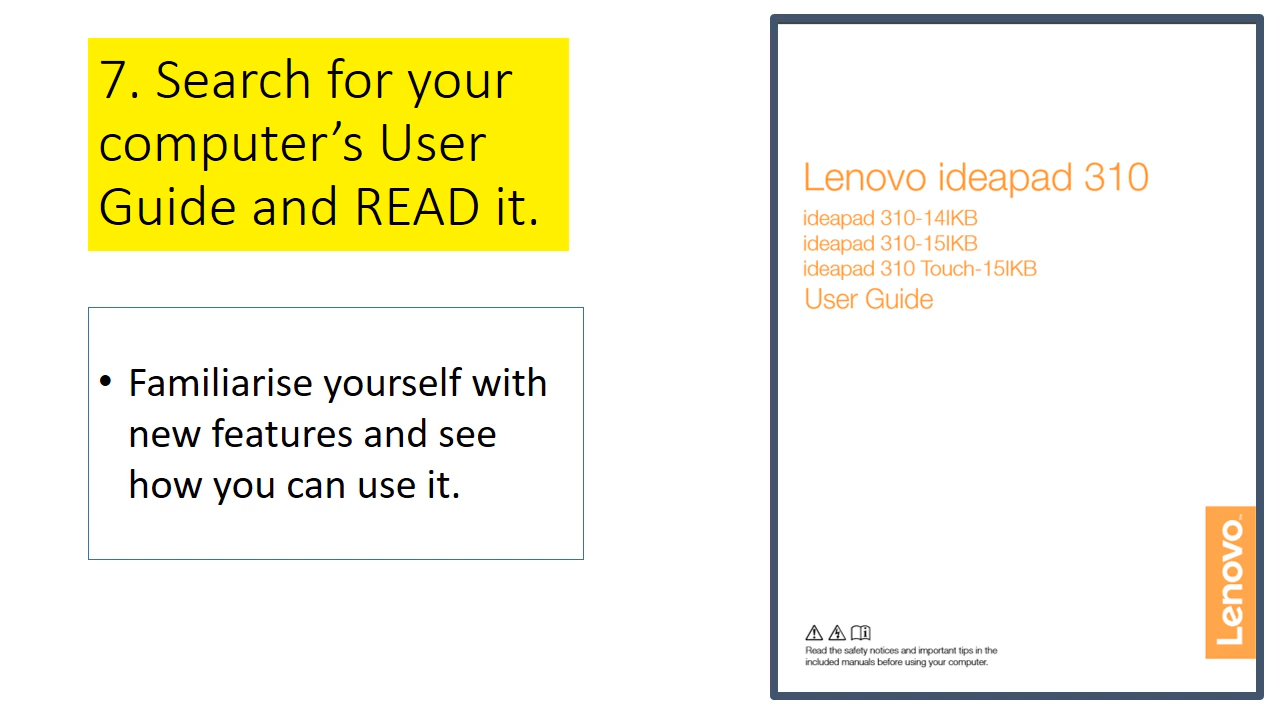 7. Search for your
computer’s User
Guide and READ it.
• Familiarise yourself with
new features and see
how you can use it.
Lenovo ideapad 310
ideapad 310-14IKB
ideapad 310-15IKB
ideapad 310 Touch-15IKB
User Guide
Lenovo™
Read the safety notices and important tips in the
included manuals before using your computer.